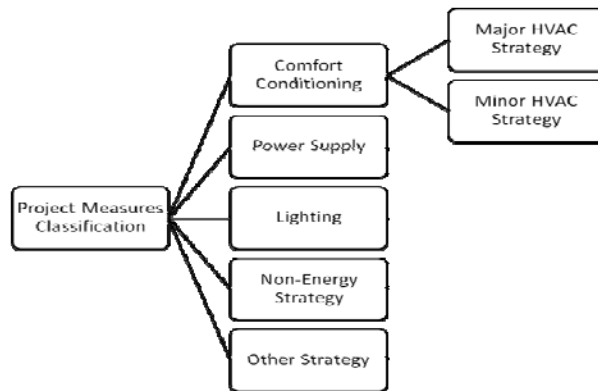 Project Measures
Classification
Comfort
Conditioning
Major HVAC
Strategy
Minor HVAC
Strategy
Power Supply
Lighting
Non-Energy
Strategy
Other Strategy